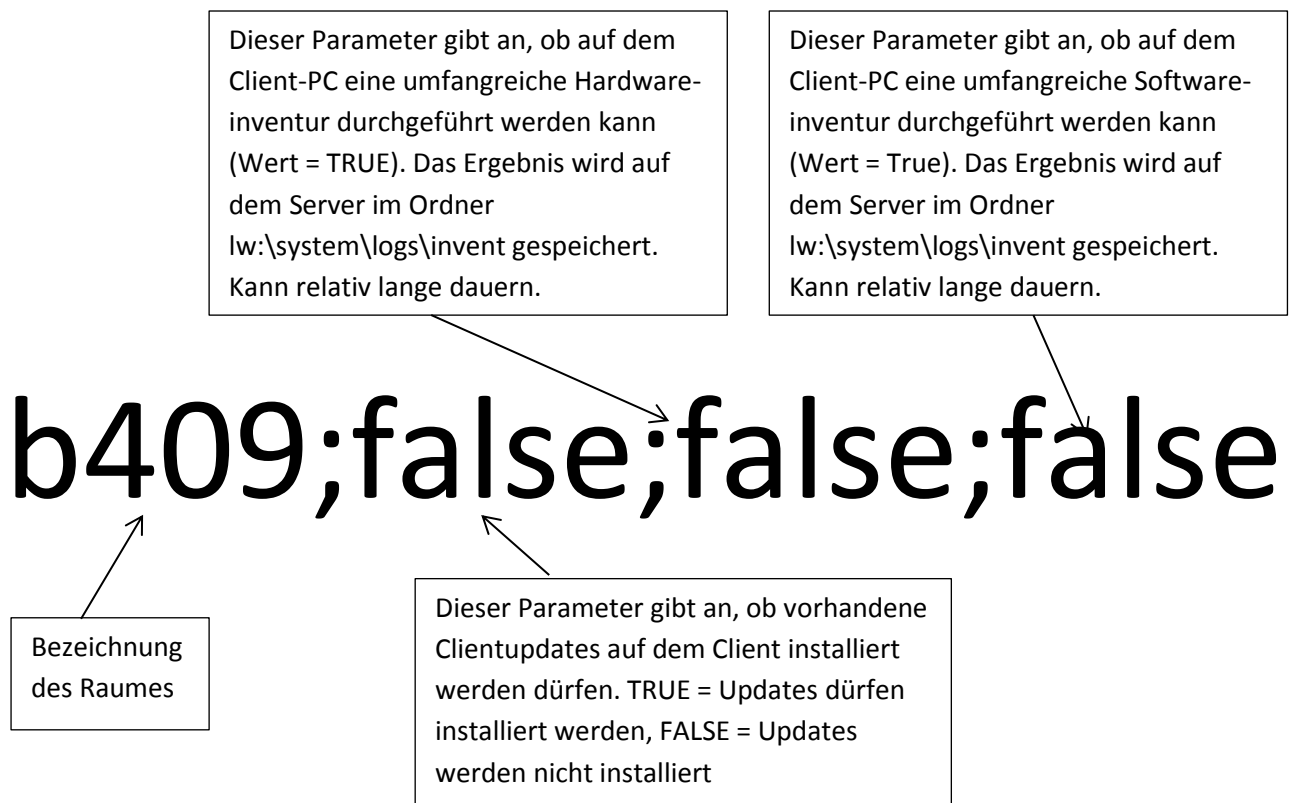 Dieser Parameter gibt an, ob auf dem
Client-PC eine umfangreiche Hardware-
inventur durchgeführt werden kann
(Wert = TRUE). Das Ergebnis wird auf
dem Server im Ordner
lw:\system\logs\invent gespeichert.
Kann relativ lange dauern.
Dieser Parameter gibt an, ob auf dem
Client-PC eine umfangreiche Software-
inventur durchgeführt werden kann
(Wert = True). Das Ergebnis wird auf
dem Server im Ordner
lw:\system\logs\invent gespeichert.
Kann relativ lange dauern.
b409;false;false;false
Bezeichnung
des Raumes
Dieser Parameter gibt an, ob vorhandene
Clientupdates auf dem Client installiert
werden dürfen. TRUE = Updates dürfen
installiert werden, FALSE = Updates
werden nicht installiert